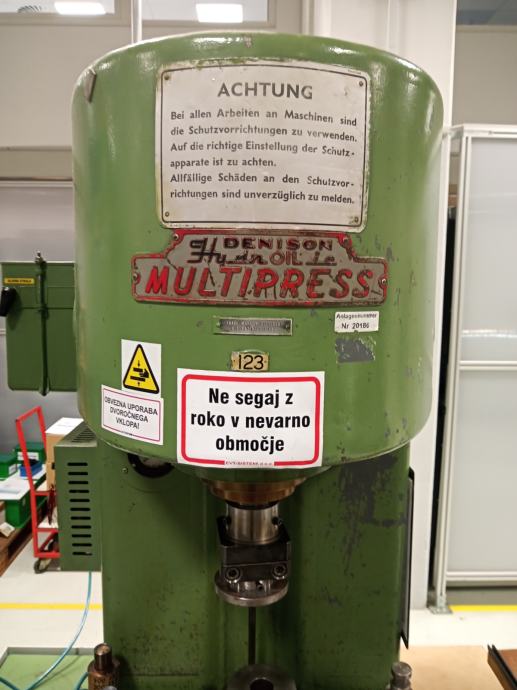 ACHTUNG
Bei allen Arbeiten an Maschinen sind
die Schutzvorrichtungen zu verwenden.
Auf die richtige Einstellung der Schutz-
apparate ist zu achten.
Allfällige Schäden an den Schutzvor-
richtungen sind unverzüglich zu melden.
DENISON
HydrOILic
MULTIPRESS
Anlagenummer
Nr 20186
123
OBVEZNA UPORABA
DVOROČNEGA
VKLOPA!
Ne segaj z
roko v nevarno
območje